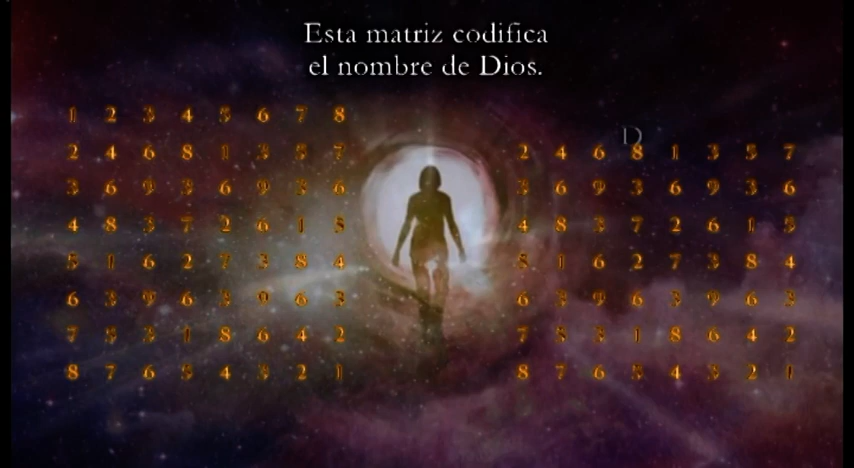 Esta matriz codifica
el nombre de Dios.
1 2 3 4 5 6 7 8
2 4 6 8 1 3 5 7
3 6 9 3 6 9 3 6
4 8 3 7 2 6 1 5
5 1 6 2 7 3 8 4
6 3 9 6 3 9 6 3
7 5 3 1 8 6 4 2
8 7 6 5 4 3 2 1
D
2 4 6 8 1 3 5 7
3 6 9 3 6 9 3 6
4 8 3 7 2 6 1 5
5 1 6 2 7 3 8 4
6 3 9 6 3 9 6 3
7 5 3 1 8 6 4 2
8 7 6 5 4 3 2 1